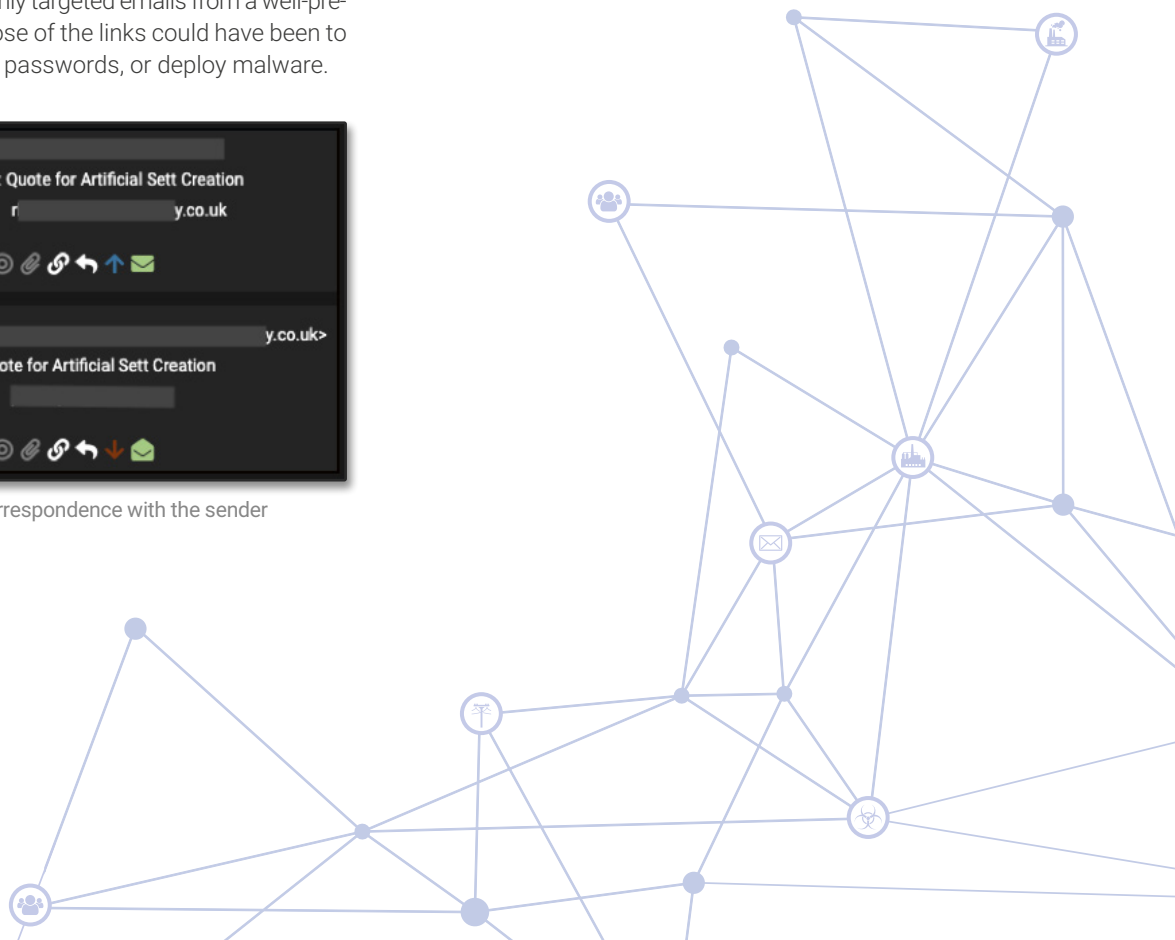 nly targeted emails from a well-pre-
ose of the links could have been to
passwords, or deploy malware.
: Quote for Artificial Sett Creation
r y.co.uk
y.co.uk>
ote for Artificial Sett Creation
rrespondence with the sender